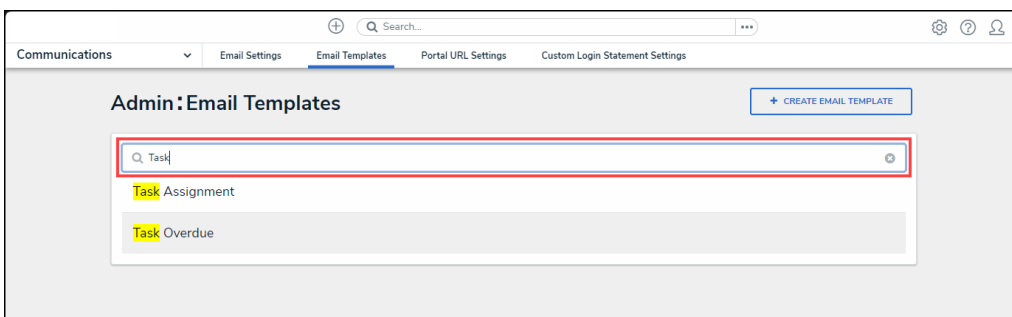 Search...
Communications Email Settings Email Templates Portal URL Settings Custom Login Statement Settings
Admin:Email Templates
+ CREATE EMAIL TEMPLATE
Task
Task Assignment
Task Overdue